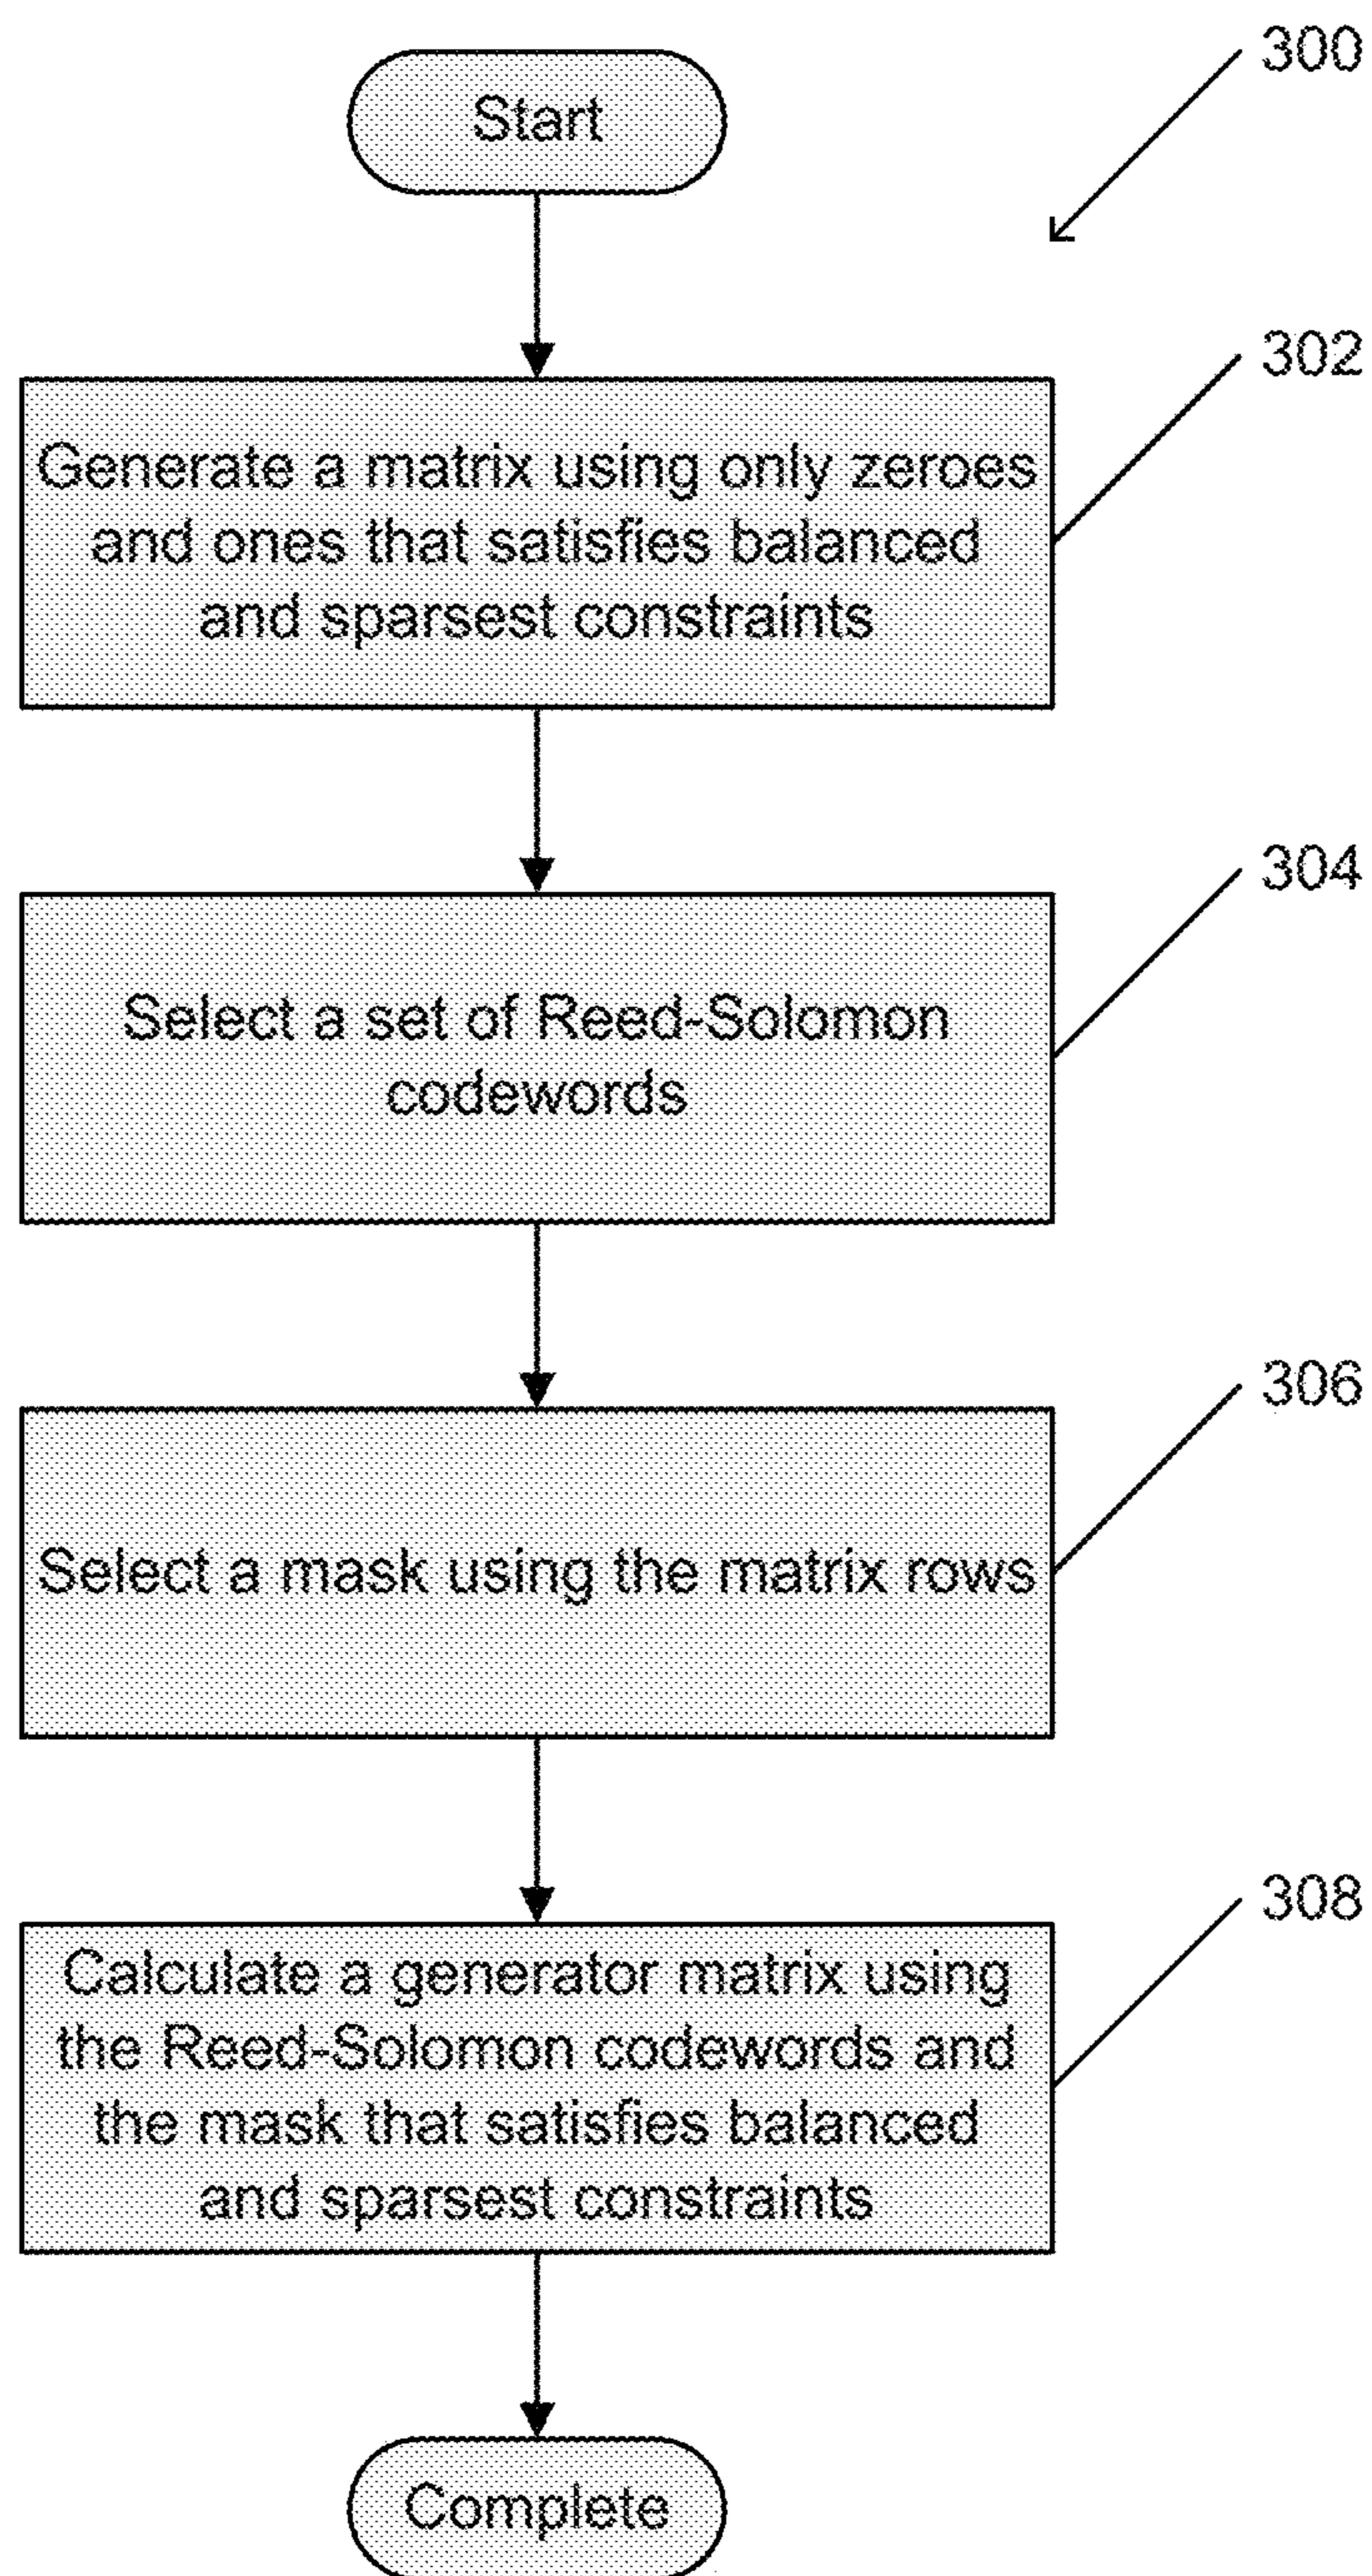 300
Start
302
Generate a matrix using only zeroes
and ones that satisfies balanced
and sparsest constraints
304
Select a set of Reed-Solomon
codewords
306
Select a mask using the matrix rows
308
Calculate a generator matrix using
the Reed-Solomon codewords and
the mask that satisfies balanced
and sparsest constraints
Complete